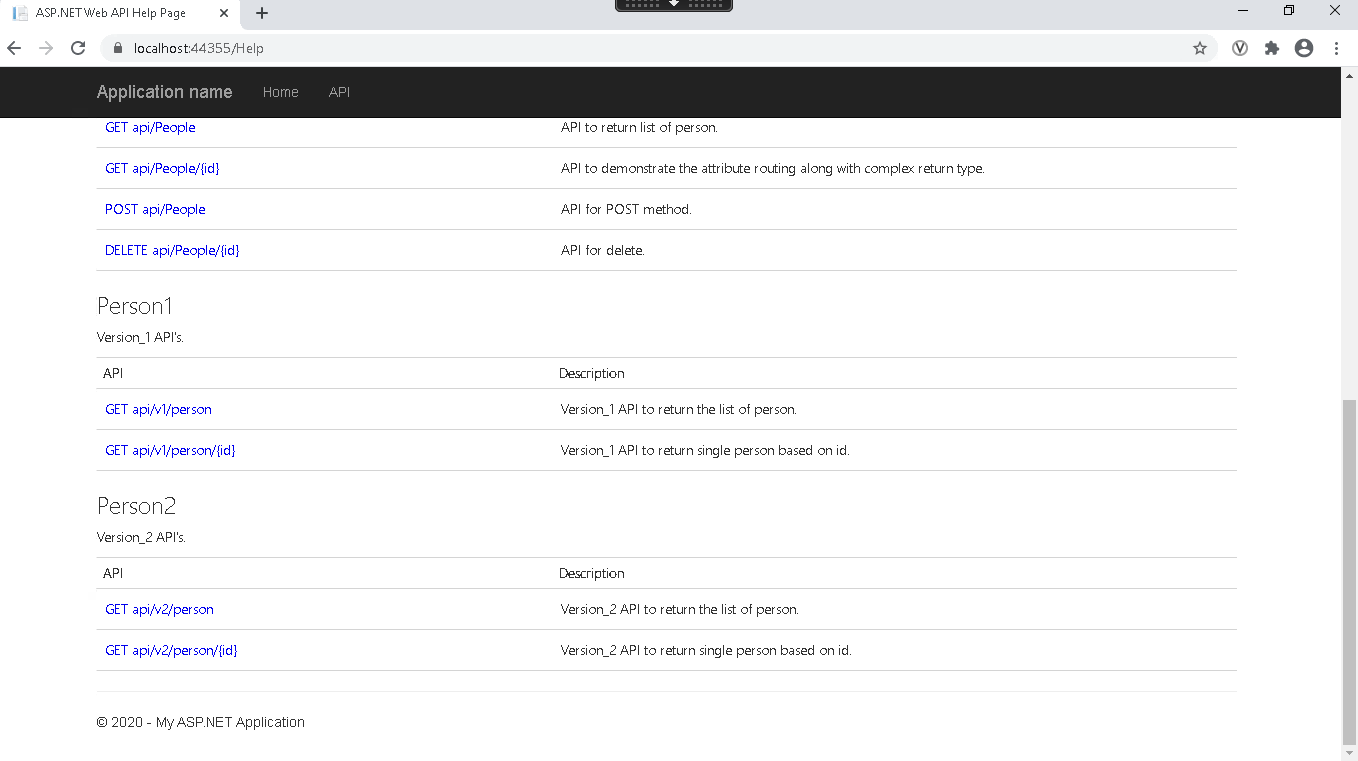 ASP.NET Web API Help Page
localhost:44355/Help
Application name Home API
GET api/People API to return list of person.
GET api/People/{id} API to demonstrate the attribute routing along with complex return type.
POST api/People API for POST method.
DELETE api/People/{id} API for delete.
Person1
Version_1 API's.
API Description
GET api/v1/person Version_1 API to return the list of person.
GET api/v1/person/{id} Version_1 API to return single person based on id.
Person2
Version_2 API's.
API Description
GET api/v2/person Version_2 API to return the list of person.
GET api/v2/person/{id} Version_2 API to return single person based on id.
© 2020 - My ASP.NET Application